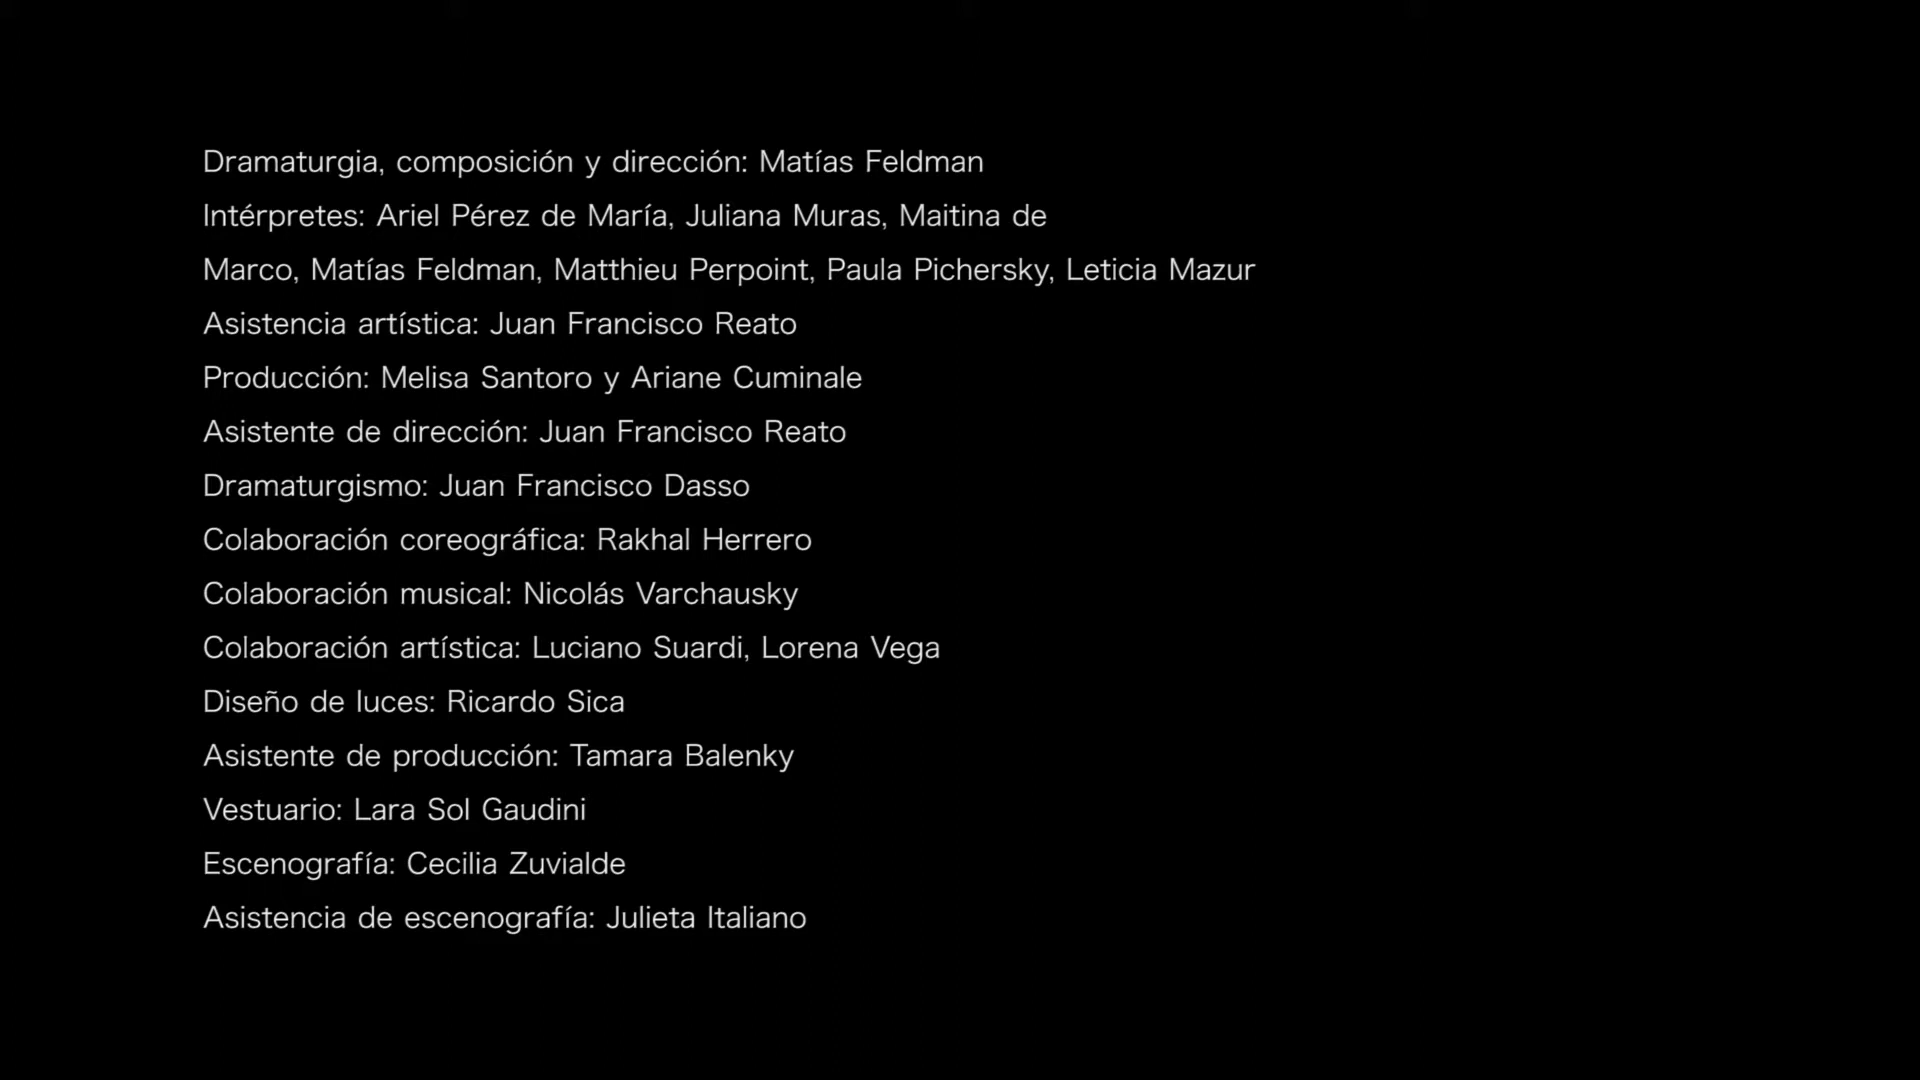 Dramaturgia, composición y dirección: Matías Feldman
Intérpretes: Ariel Pérez de María, Juliana Muras, Maitina de
Marco, Matías Feldman, Matthieu Perpoint, Paula Pichersky, Leticia Mazur
Asistencia artística: Juan Francisco Reato
Producción: Melisa Santoro y Ariane Cuminale
Asistente de dirección: Juan Francisco Reato
Dramaturgismo: Juan Francisco Dasso
Colaboración coreográfica: Rakhal Herrero
Colaboración musical: Nicolás Varchausky
Colaboración artística: Luciano Suardi, Lorena Vega
Diseño de luces: Ricardo Sica
Asistente de producción: Tamara Balenky
Vestuario: Lara Sol Gaudini
Escenografía: Cecilia Zuvialde
Asistencia de escenografía: Julieta Italiano